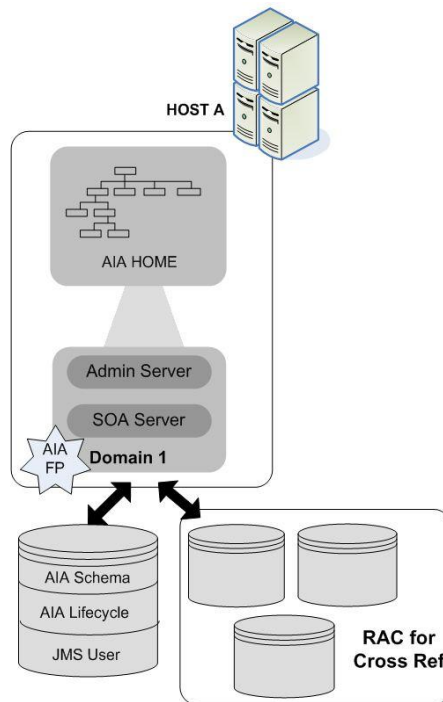 HOST A
AIA HOME
Admin Server
SOA Server
AIA
FP
Domain 1
AIA Schema
AIA Lifecycle
JMS User
RAC for
Cross Ref